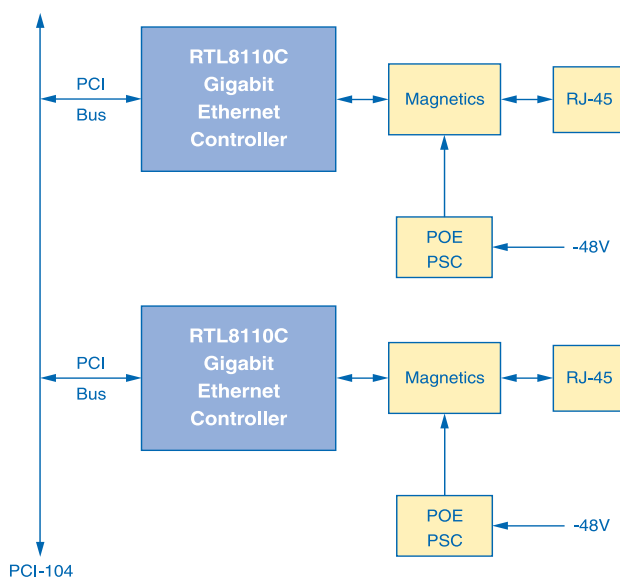 RTL8110C
Gigabit
Ethernet
Controller
PCI
Bus
Magnetics
RJ-45
POE
PSC
-48V
RTL8110C
Gigabit
Ethernet
Controller
PCI
Bus
Magnetics
RJ-45
POE
PSC
-48V
PCI-104